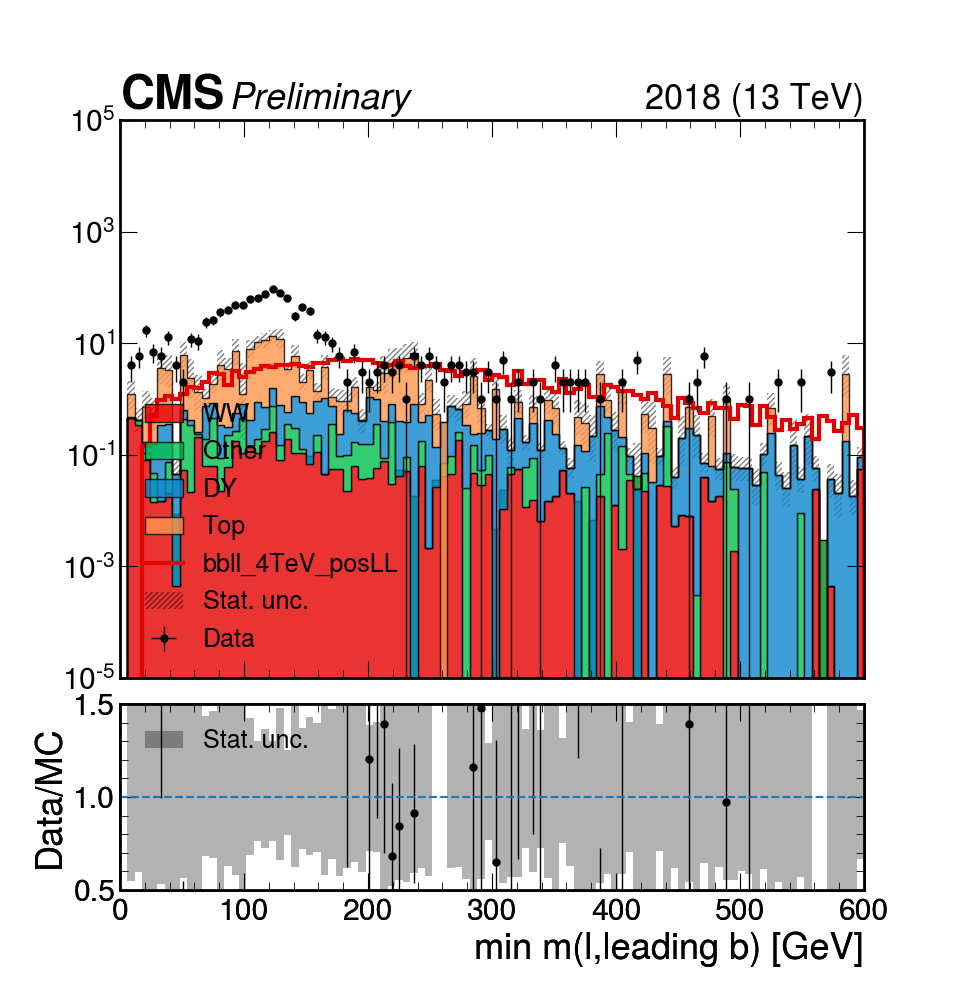 CMS Preliminary 2018 (13 TeV)
10^5
10^3
10^1
10^-1
10^-3
10^-5
WW
Other
DY
Top
bbll_4TeV_posLL
Stat. unc.
Data
1.5
1.0
0.5
Data/MC
Stat. unc.
0 100 200 300 400 500 600
min m(l,leading b) [GeV]